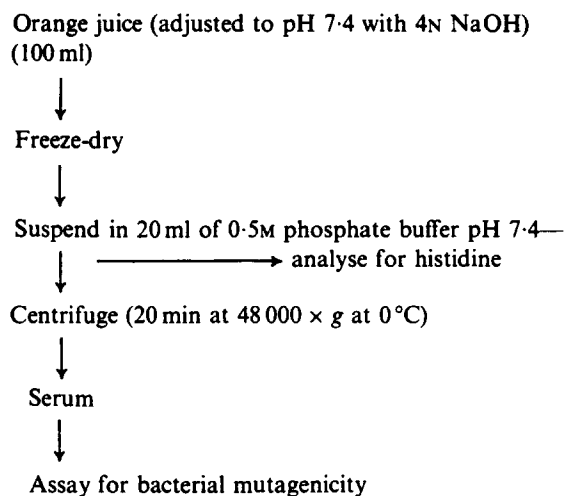 Orange juice (adjusted to pH 7·4 with 4N NaOH)
(100 ml)
Freeze-dry
Suspend in 20 ml of 0·5M phosphate buffer pH 7·4—
analyse for histidine
Centrifuge (20 min at 48 000 × g at 0 °C)
Serum
Assay for bacterial mutagenicity